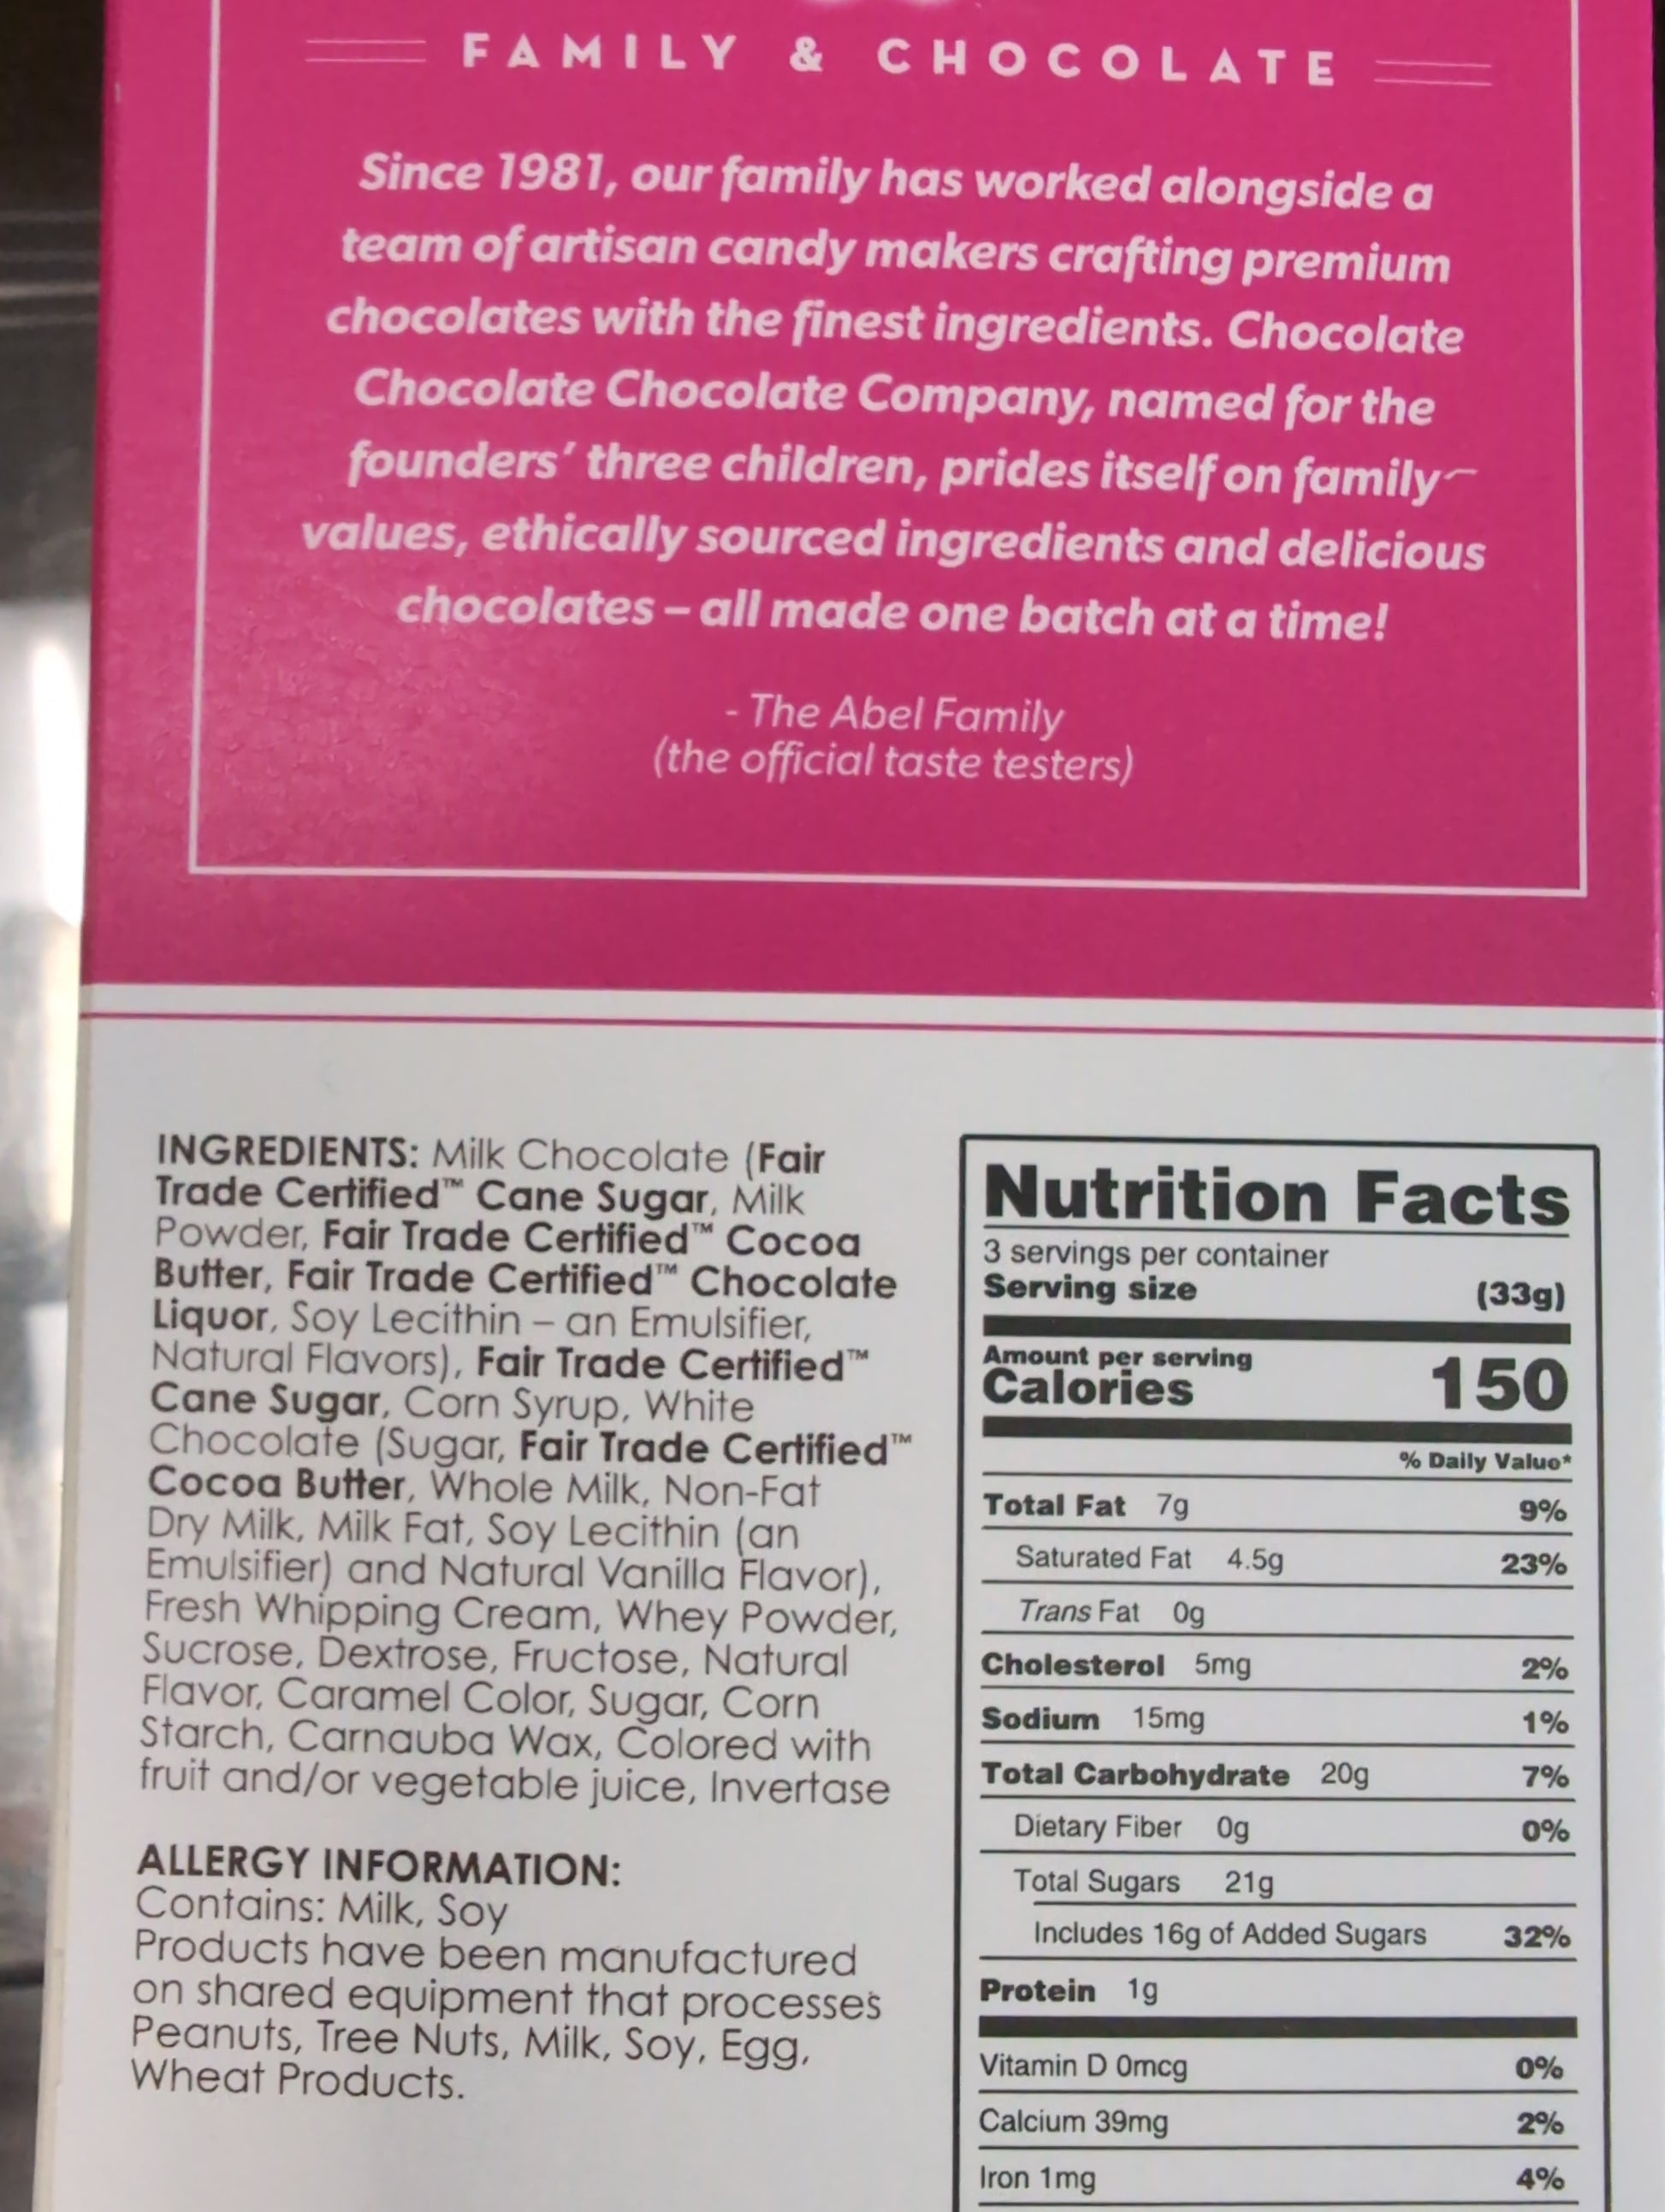 FAMILY & CHOCOLATE
Since 1981, our family has worked alongside a
team of artisan candy makers crafting premium
chocolates with the finest ingredients. Chocolate
Chocolate Chocolate Company, named for the
founders' three children, prides itself on family
values, ethically sourced ingredients and delicious
chocolates – all made one batch at a time!
- The Abel Family
(the official taste testers)
INGREDIENTS: Milk Chocolate (Fair
Trade Certified™ Cane Sugar, Milk
Powder, Fair Trade Certified™ Cocoa
Butter, Fair Trade Certified™ Chocolate
Liquor, Soy Lecithin – an Emulsifier,
Natural Flavors), Fair Trade Certified™
Cane Sugar, Corn Syrup, White
Chocolate (Sugar, Fair Trade Certified™
Cocoa Butter, Whole Milk, Non-Fat
Dry Milk, Milk Fat, Soy Lecithin (an
Emulsifier) and Natural Vanilla Flavor),
Fresh Whipping Cream, Whey Powder,
Sucrose, Dextrose, Fructose, Natural
Flavor, Caramel Color, Sugar, Corn
Starch, Carnauba Wax, Colored with
fruit and/or vegetable juice, Invertase
ALLERGY INFORMATION:
Contains: Milk, Soy
Products have been manufactured
on shared equipment that processes
Peanuts, Tree Nuts, Milk, Soy, Egg,
Wheat Products.
Nutrition Facts
3 servings per container
Serving size (33g)
Amount per serving
Calories 150
% Daily Value*
Total Fat 7g 9%
Saturated Fat 4.5g 23%
Trans Fat 0g
Cholesterol 5mg 2%
Sodium 15mg 1%
Total Carbohydrate 20g 7%
Dietary Fiber 0g 0%
Total Sugars 21g
Includes 16g of Added Sugars 32%
Protein 1g
Vitamin D 0mcg 0%
Calcium 39mg 2%
Iron 1mg 4%